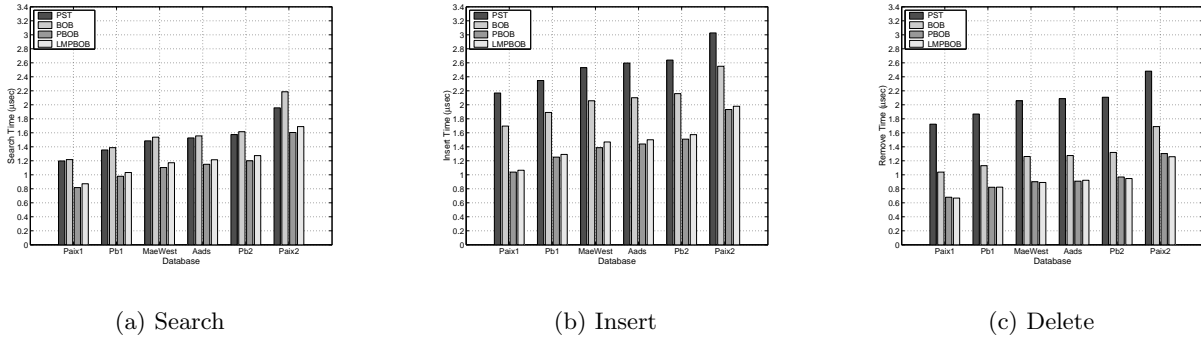 3.4
3.2
3
2.8
2.6
2.4
2.2
2
1.8
1.6
1.4
1.2
1
0.8
0.6
0.4
0.2
0
Search Time (μsec)
PST
BOB
PBOB
LMPBOB
Paix1 Pb1 MaeWest Aads Pb2 Paix2
Database
(a) Search
3.4
3.2
3
2.8
2.6
2.4
2.2
2
1.8
1.6
1.4
1.2
1
0.8
0.6
0.4
0.2
0
Insert Time (μsec)
PST
BOB
PBOB
LMPBOB
Paix1 Pb1 MaeWest Aads Pb2 Paix2
Database
(b) Insert
3.4
3.2
3
2.8
2.6
2.4
2.2
2
1.8
1.6
1.4
1.2
1
0.8
0.6
0.4
0.2
0
Remove Time (μsec)
PST
BOB
PBOB
LMPBOB
Paix1 Pb1 MaeWest Aads Pb2 Paix2
Database
(c) Delete